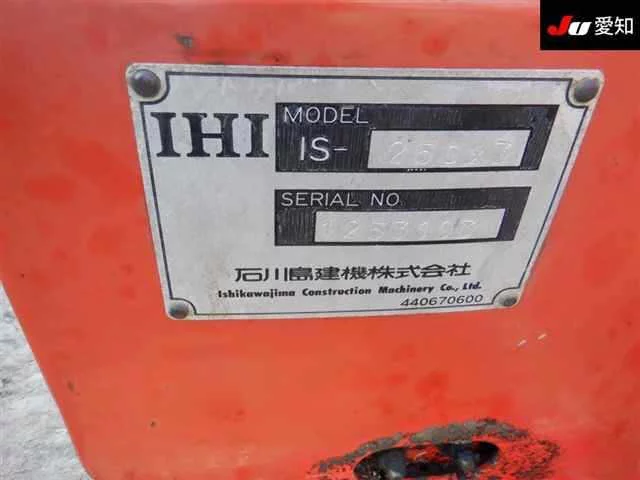 JU 愛知
IHI
MODEL
IS-
SERIAL NO.
石川島建機株式会社
Ishikawajima Construction Machinery Co., Ltd.
440670600